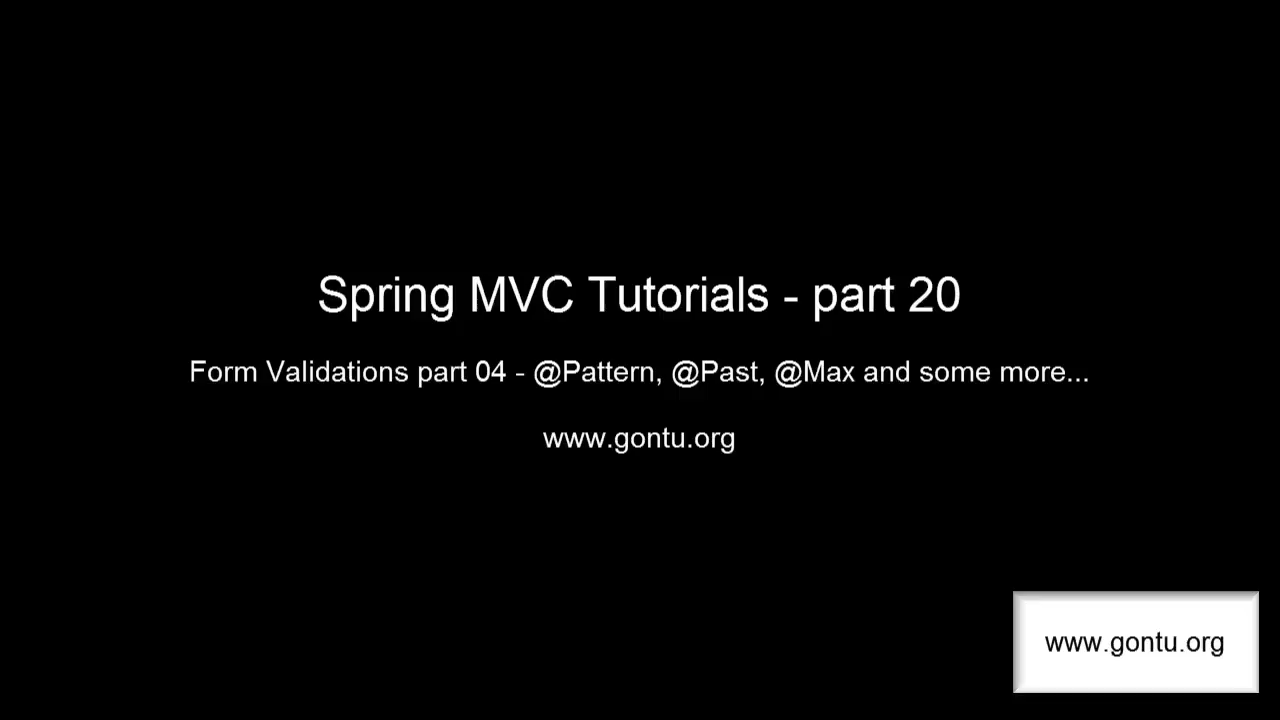 Spring MVC Tutorials - part 20
Form Validations part 04 - @Pattern, @Past, @Max and some more...
www.gontu.org
www.gontu.org